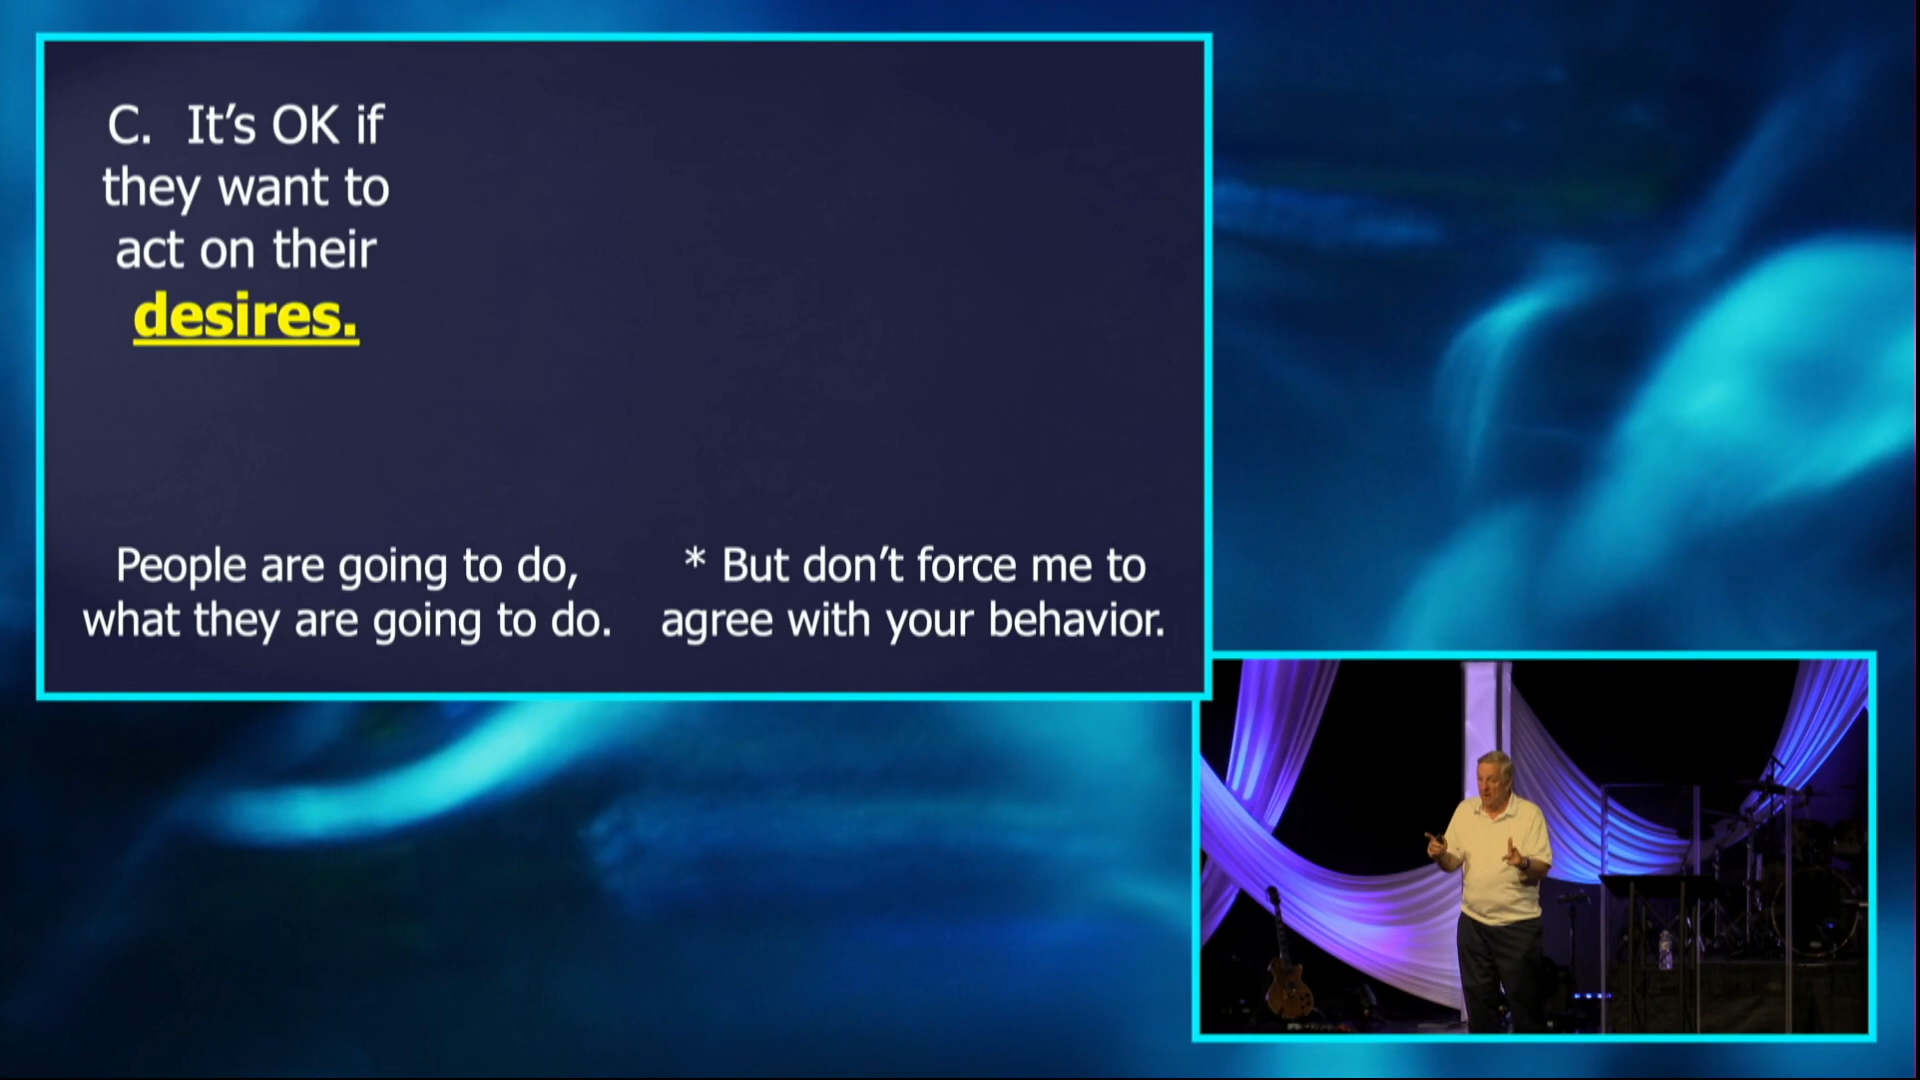 C. It’s OK if
they want to
act on their
desires.
People are going to do,
what they are going to do.
* But don’t force me to
agree with your behavior.